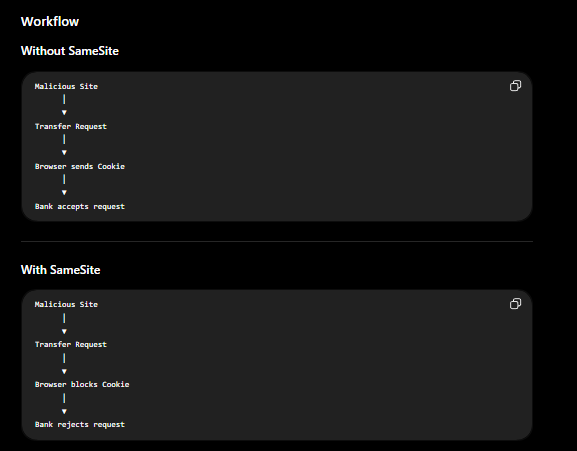 Workflow
Without SameSite
Malicious Site
│
▼
Transfer Request
│
▼
Browser sends Cookie
│
▼
Bank accepts request
With SameSite
Malicious Site
│
▼
Transfer Request
│
▼
Browser blocks Cookie
│
▼
Bank rejects request